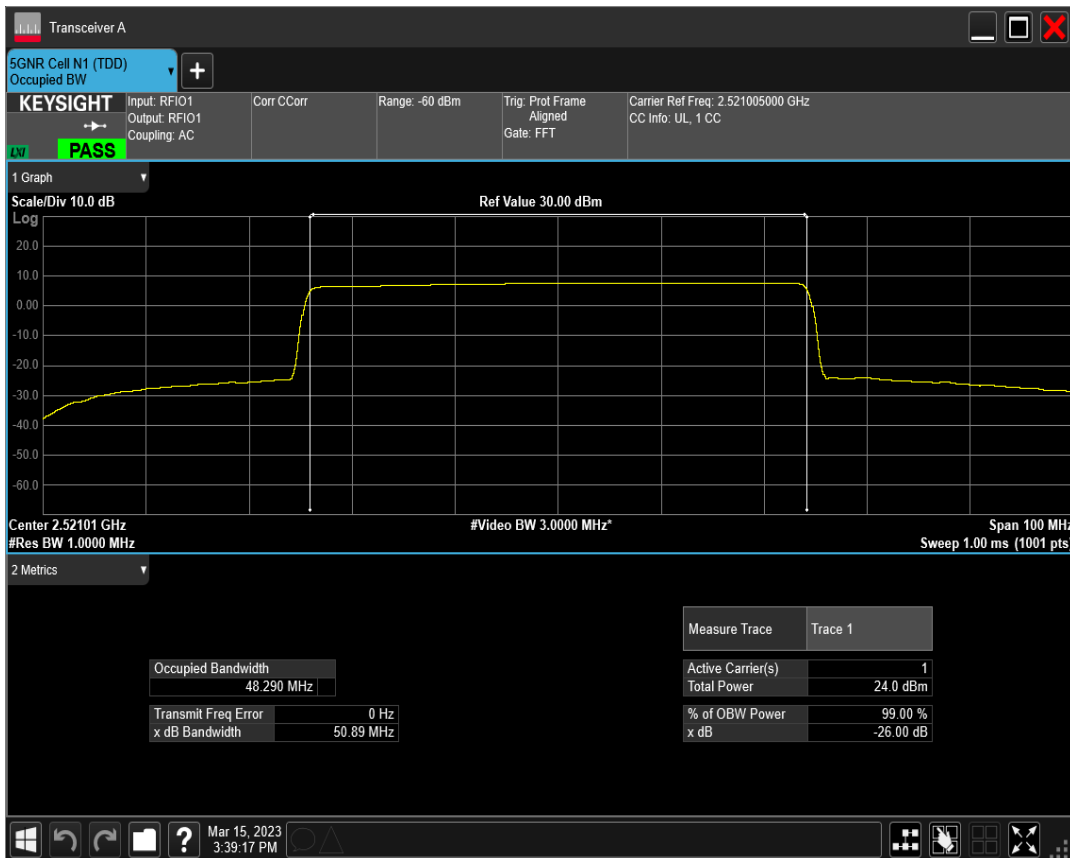 Transceiver A
5GNR Cell N1 (TDD)
Occupied BW
+
KEYSIGHT
LXI
PASS
Input: RFIO1
Output: RFIO1
Coupling: AC
Corr CCorr
Range: -60 dBm
Trig: Prot Frame
Aligned
Gate: FFT
Carrier Ref Freq: 2.521005000 GHz
CC Info: UL, 1 CC
1 Graph
Scale/Div 10.0 dB
Ref Value 30.00 dBm
Log
20.0
10.0
0.00
-10.0
-20.0
-30.0
-40.0
-50.0
-60.0
Center 2.52101 GHz
#Video BW 3.0000 MHz*
Span 100 MHz
#Res BW 1.0000 MHz
Sweep 1.00 ms (1001 pts)
2 Metrics
Measure Trace Trace 1
Occupied Bandwidth
48.290 MHz
Active Carrier(s) 1
Total Power 24.0 dBm
Transmit Freq Error 0 Hz
x dB Bandwidth 50.89 MHz
% of OBW Power 99.00 %
x dB -26.00 dB
?
Mar 15, 2023
3:39:17 PM